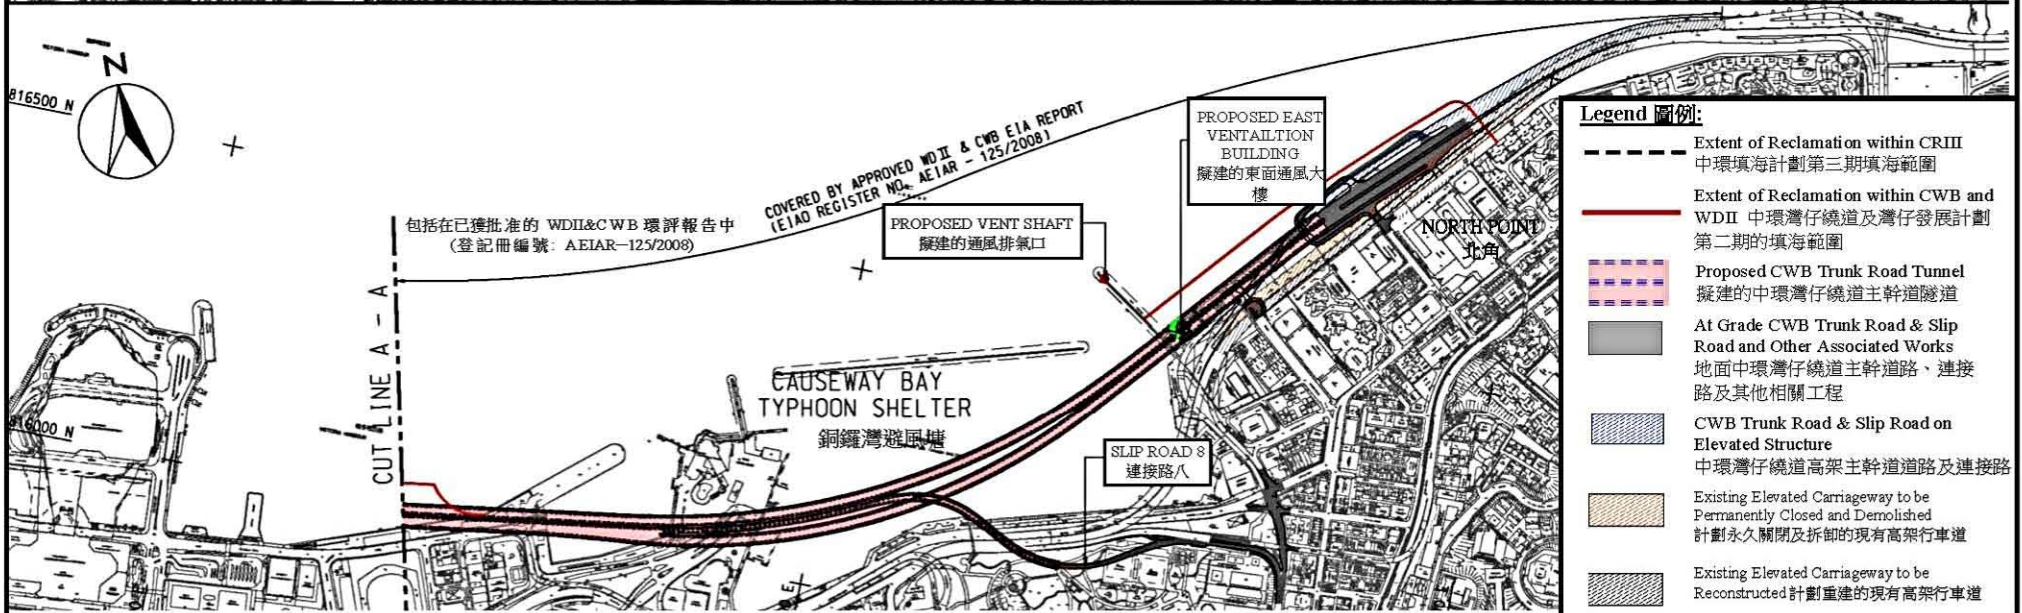 N
816500 N
包括在已獲批准的 WDII&CWB 環評報告中
(登記冊編號: AEIAR-125/2008)
COVERED BY APPROVED WDII & CWB EIA REPORT
(EIAO REGISTER NO. AEIAR - 125/2008)
PROPOSED EAST
VENTAILTION
BUILDING
擬建的東面通風大
樓
PROPOSED VENT SHAFT
擬建的通風排氣口
NORTH POINT
北角
CUT LINE A - A
CAUSEWAY BAY
TYPHOON SHELTER
銅鑼灣避風塘
SLIP ROAD 8
連接路八
816000 N
E
Legend 圖例:
Extent of Reclamation within CRIII
中環填海計劃第三期填海範圍
Extent of Reclamation within CWB and
WDII 中環灣仔繞道及灣仔發展計劃
第二期的填海範圍
Proposed CWB Trunk Road Tunnel
擬建的中環灣仔繞道主幹道隧道
At Grade CWB Trunk Road & Slip
Road and Other Associated Works
地面中環灣仔繞道主幹道路、連接
路及其他相關工程
CWB Trunk Road & Slip Road on
Elevated Structure
中環灣仔繞道高架主幹道道路及連接路
Existing Elevated Carriageway to be
Permanently Closed and Demolished
計劃永久關閉及拆卸的現有高架行車道
Existing Elevated Carriageway to be
Reconstructed 計劃重建的現有高架行車道